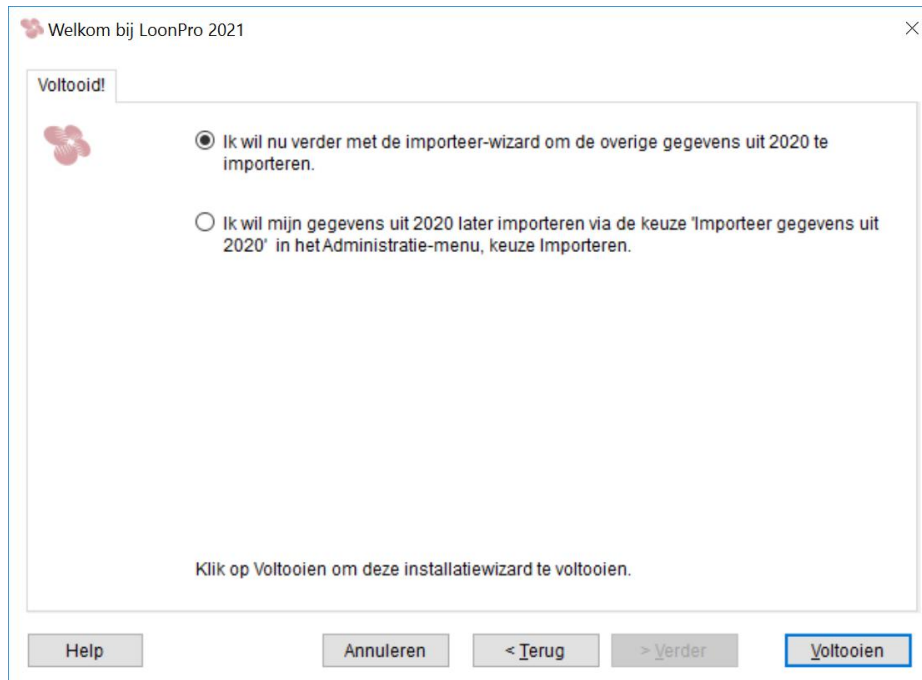 Welkom bij LoonPro 2021
Voltooid!
Ik wil nu verder met de importeer-wizard om de overige gegevens uit 2020 te
importeren.
Ik wil mijn gegevens uit 2020 later importeren via de keuze 'Importeer gegevens uit
2020' in het Administratie-menu, keuze Importeren.
Klik op Voltooien om deze installatiewizard te voltooien.
Help
Annuleren
< Terug
> Verder
Voltooien